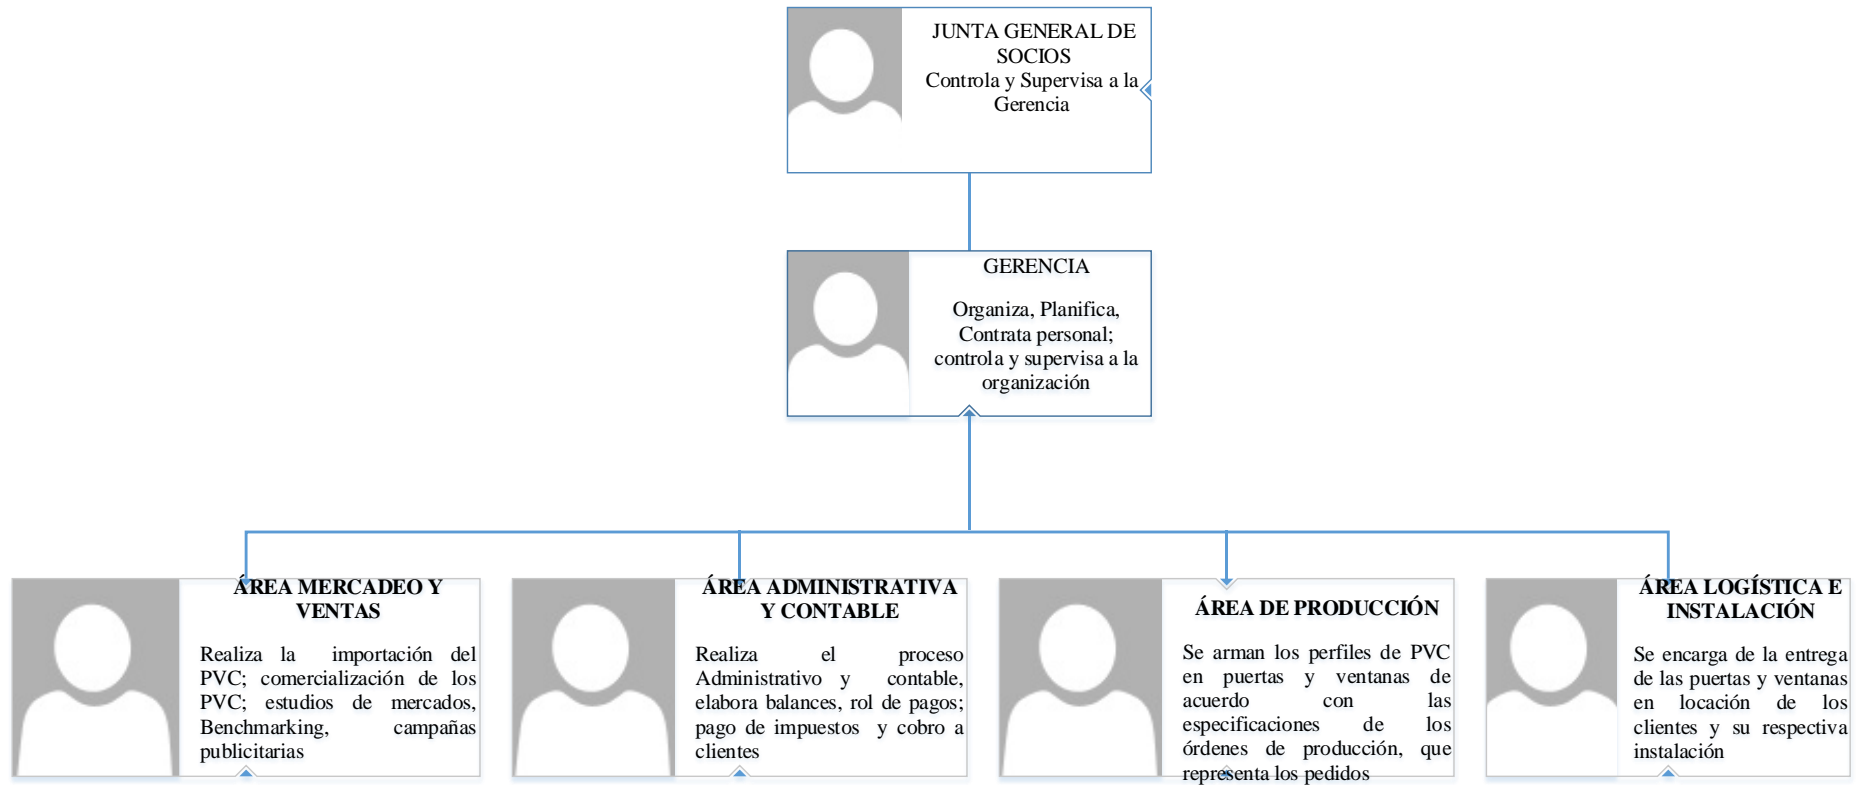 JUNTA GENERAL DE
SOCIOS
Controla y Supervisa a la
Gerencia
GERENCIA
Organiza, Planifica,
Contrata personal;
controla y supervisa a la
organización
ÁREA MERCADEO Y
VENTAS
Realiza la importación del
PVC; comercialización de los
PVC; estudios de mercados,
Benchmarking, campañas
publicitarias
ÁREA ADMINISTRATIVA
Y CONTABLE
Realiza el proceso
Administrativo y contable,
elabora balances, rol de pagos;
pago de impuestos y cobro a
clientes
ÁREA DE PRODUCCIÓN
Se arman los perfiles de PVC
en puertas y ventanas de
acuerdo con las
especificaciones de los
órdenes de producción, que
representa los pedidos
ÁREA LOGÍSTICA E
INSTALACIÓN
Se encarga de la entrega
de las puertas y ventanas
en locación de los
clientes y su respectiva
instalación